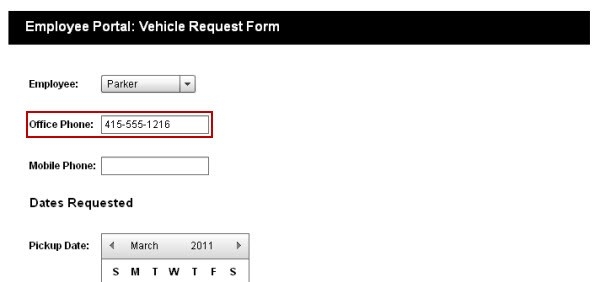 Employee Portal: Vehicle Request Form
Employee: Parker
Office Phone: 415-555-1216
Mobile Phone:
Dates Requested
Pickup Date: March 2011
S M T W T F S